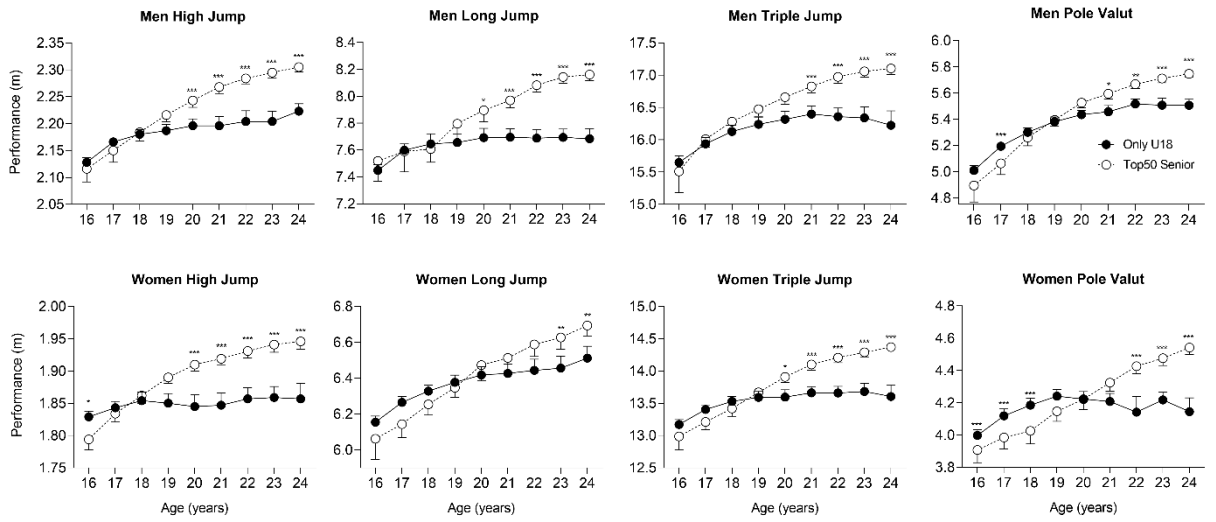 Men High Jump
Performance (m)
2.35
2.30
2.25
2.20
2.15
2.10
2.05
*** *** *** *** ***
16 17 18 19 20 21 22 23 24
Men Long Jump
8.4
8.2
8.0
7.8
7.6
7.4
7.2
* *** *** *** ***
16 17 18 19 20 21 22 23 24
Men Triple Jump
17.5
17.0
16.5
16.0
15.5
15.0
*** *** *** ***
16 17 18 19 20 21 22 23 24
Men Pole Valut
6.0
5.8
5.6
5.4
5.2
5.0
4.8
*** * ** *** ***
Only U18
Top50 Senior
16 17 18 19 20 21 22 23 24
Women High Jump
Performance (m)
2.00
1.95
1.90
1.85
1.80
1.75
* *** *** *** *** ***
16 17 18 19 20 21 22 23 24
Age (years)
Women Long Jump
6.8
6.6
6.4
6.2
6.0
** **
16 17 18 19 20 21 22 23 24
Age (years)
Women Triple Jump
15.0
14.5
14.0
13.5
13.0
12.5
* *** *** *** ***
16 17 18 19 20 21 22 23 24
Age (years)
Women Pole Valut
4.8
4.6
4.4
4.2
4.0
3.8
*** *** *** *** *** ***
16 17 18 19 20 21 22 23 24
Age (years)